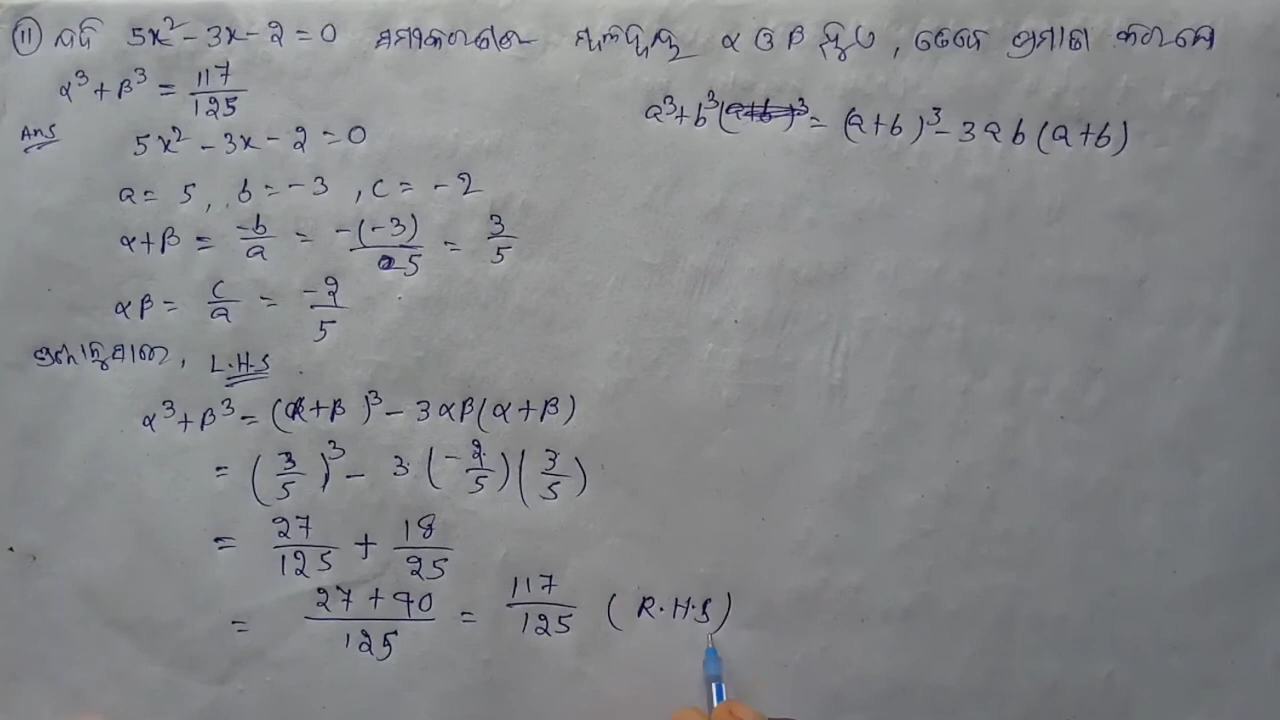 ⑪ ଯଦି 5x² - 3x - 2 = 0 ସମୀକରଣର ମୂଳଦ୍ୱୟ α ଓ β ହୁଏ, ତେବେ ପ୍ରମାଣ କର ଯେ
α³ + β³ = 117/125
a³ + b³ = (a+b)³ - 3ab(a+b)
Ans 5x² - 3x - 2 = 0
a = 5, b = -3, c = -2
α+β = -b/a = -(-3)/5 = 3/5
αβ = c/a = -2/5
L.H.S
α³ + β³ = (α+β)³ - 3αβ(α+β)
= (3/5)³ - 3·(-2/5)(3/5)
= 27/125 + 18/25
= 27+90/125 = 117/125 (R.H.S)